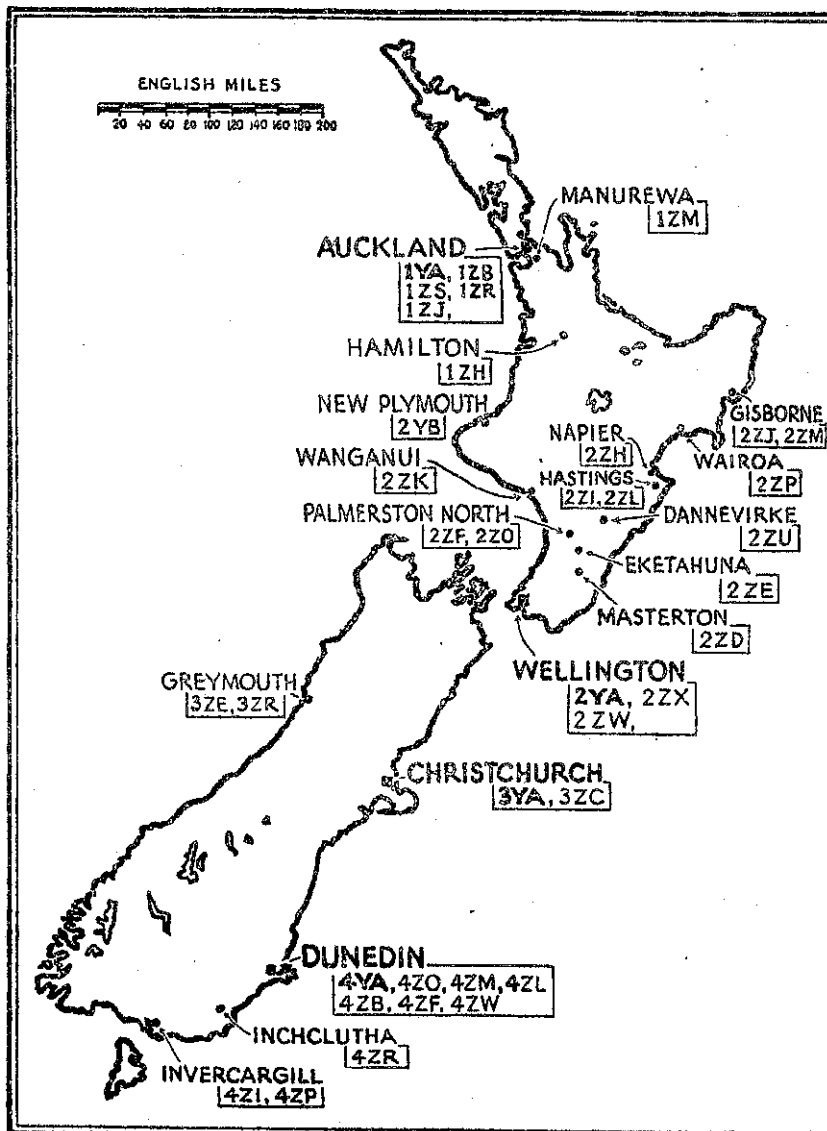 ENGLISH MILES
20 40 60 80 100 120 140 160 180 200
MANUREWA
1ZM
AUCKLAND
1YA, 1ZB
1ZS, 1ZR
1ZJ,
HAMILTON
1ZH
NEW PLYMOUTH
2YB
GISBORNE
2ZJ, 2ZM
NAPIER
2ZH
WAIROA
2ZP
WANGANUI
2ZK
HASTINGS
2ZI, 2ZL
PALMERSTON NORTH
2ZF, 2ZO
DANNEVIRKE
2ZU
EKETAHUNA
2ZE
MASTERTON
2ZD
WELLINGTON
2YA, 2ZX
2ZW,
GREYMOUTH
3ZE, 3ZR
CHRISTCHURCH
3YA, 3ZC
DUNEDIN
4YA, 4ZO, 4ZM, 4ZL
4ZB, 4ZF, 4ZW
INCHCLUTHA
4ZR
INVERCARGILL
4ZI, 4ZP